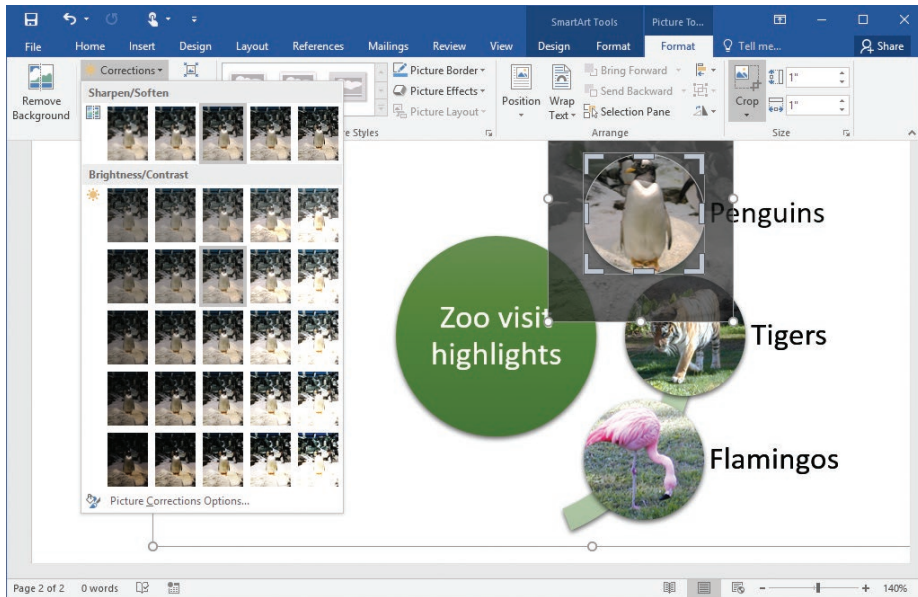 SmartArt Tools Picture To...
File Home Insert Design Layout References Mailings Review View Design Format Format Tell me... Share
Remove Background
Corrections
Picture Border
Picture Effects
Picture Layout
Styles
Position
Wrap Text
Bring Forward
Send Backward
Selection Pane
Arrange
Crop
1"
1"
Size
Sharpen/Soften
Brightness/Contrast
Picture Corrections Options...
Penguins
Zoo visit
highlights
Tigers
Flamingos
Page 2 of 2 0 words 140%